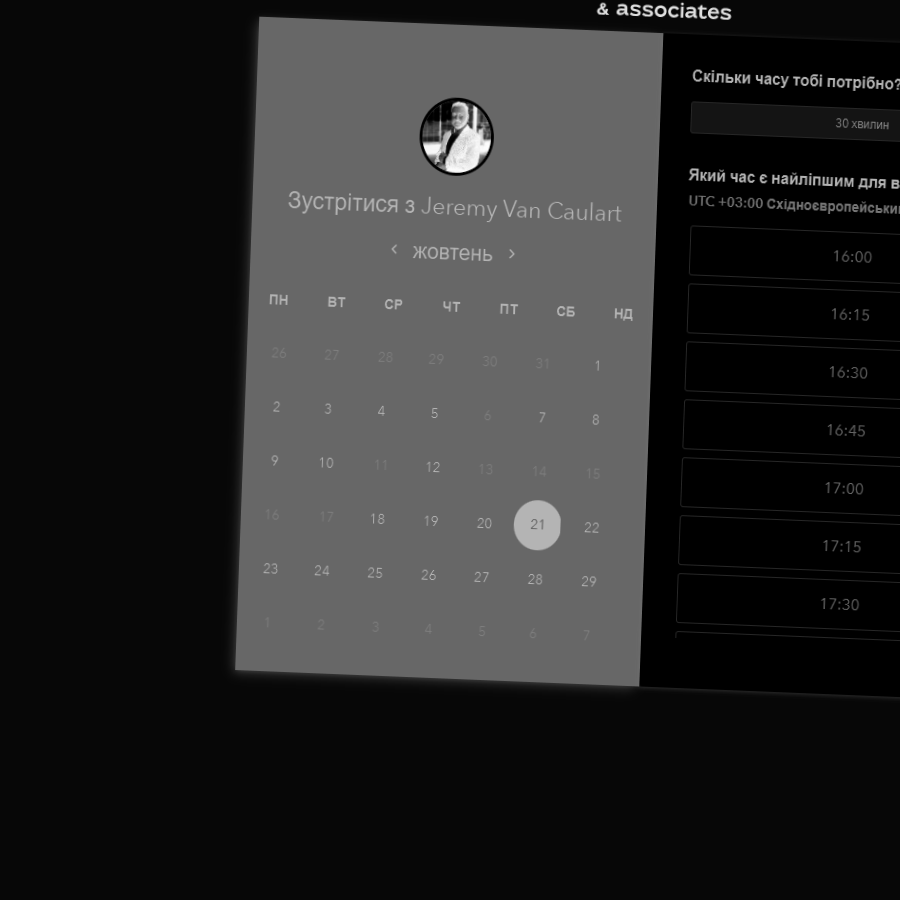 & associates
Зустрітися з Jeremy Van Caulart
‹ жовтень ›
ПН ВТ СР ЧТ ПТ СБ НД
26 27 28 29 30 31 1
2 3 4 5 6 7 8
9 10 11 12 13 14 15
16 17 18 19 20 21 22
23 24 25 26 27 28 29
1 2 3 4 5 6 7
Скільки часу тобі потрібно?
30 хвилин
Який час є найліпшим для в
UTC +03:00 Східноєвропейськи
16:00
16:15
16:30
16:45
17:00
17:15
17:30